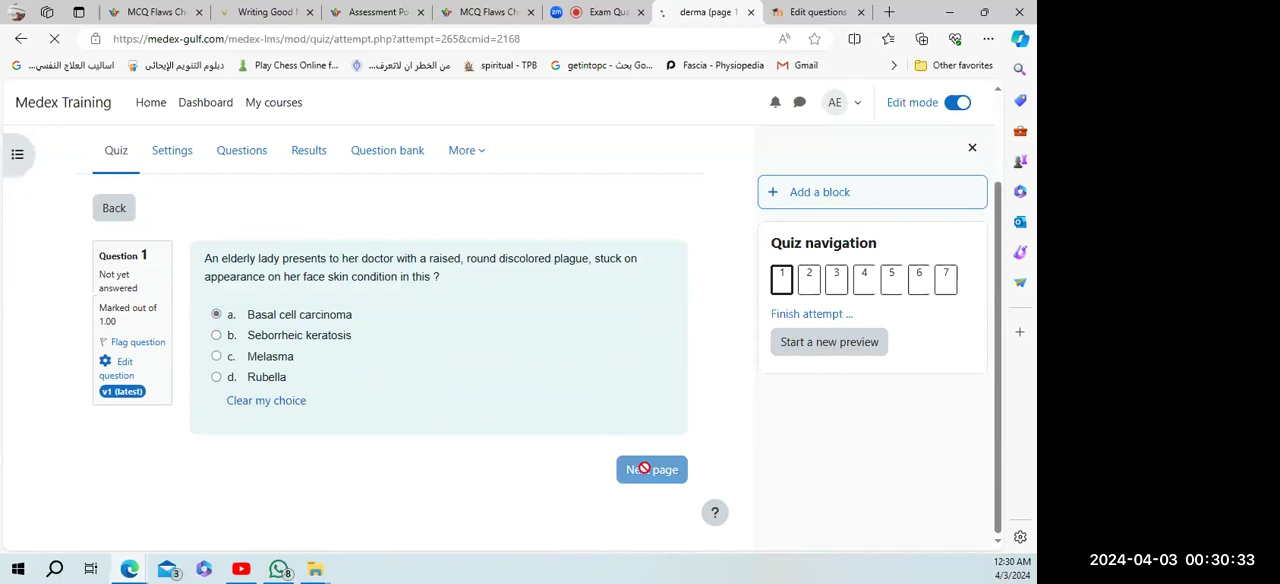 MCQ Flaws Ch
Writing Good
Assessment Po
MCQ Flaws Ch
zm
Exam Qu
derma (page 1
Edit questions
https://medex-gulf.com/medex-lms/mod/quiz/attempt.php?attempt=265&cmid=2168
اساليب العلاج النفسي...
دبلوم التنويم الإيحائى
Play Chess Online f...
من الخطر ان لاتعرف...
spiritual - TPB
getintopc - بحث Go...
Fascia - Physiopedia
Gmail
Other favorites
Medex Training
Home
Dashboard
My courses
AE
Edit mode
Quiz
Settings
Questions
Results
Question bank
More
Back
Add a block
Question 1
Not yet
answered
Marked out of
1.00
Flag question
Edit
question
v1 (latest)
An elderly lady presents to her doctor with a raised, round discolored plague, stuck on
appearance on her face skin condition in this ?
a. Basal cell carcinoma
b. Seborrheic keratosis
c. Melasma
d. Rubella
Clear my choice
Quiz navigation
1 2 3 4 5 6 7
Finish attempt ...
Start a new preview
Next page
?
3
8
12:30 AM
4/3/2024
2024-04-03 00:30:33